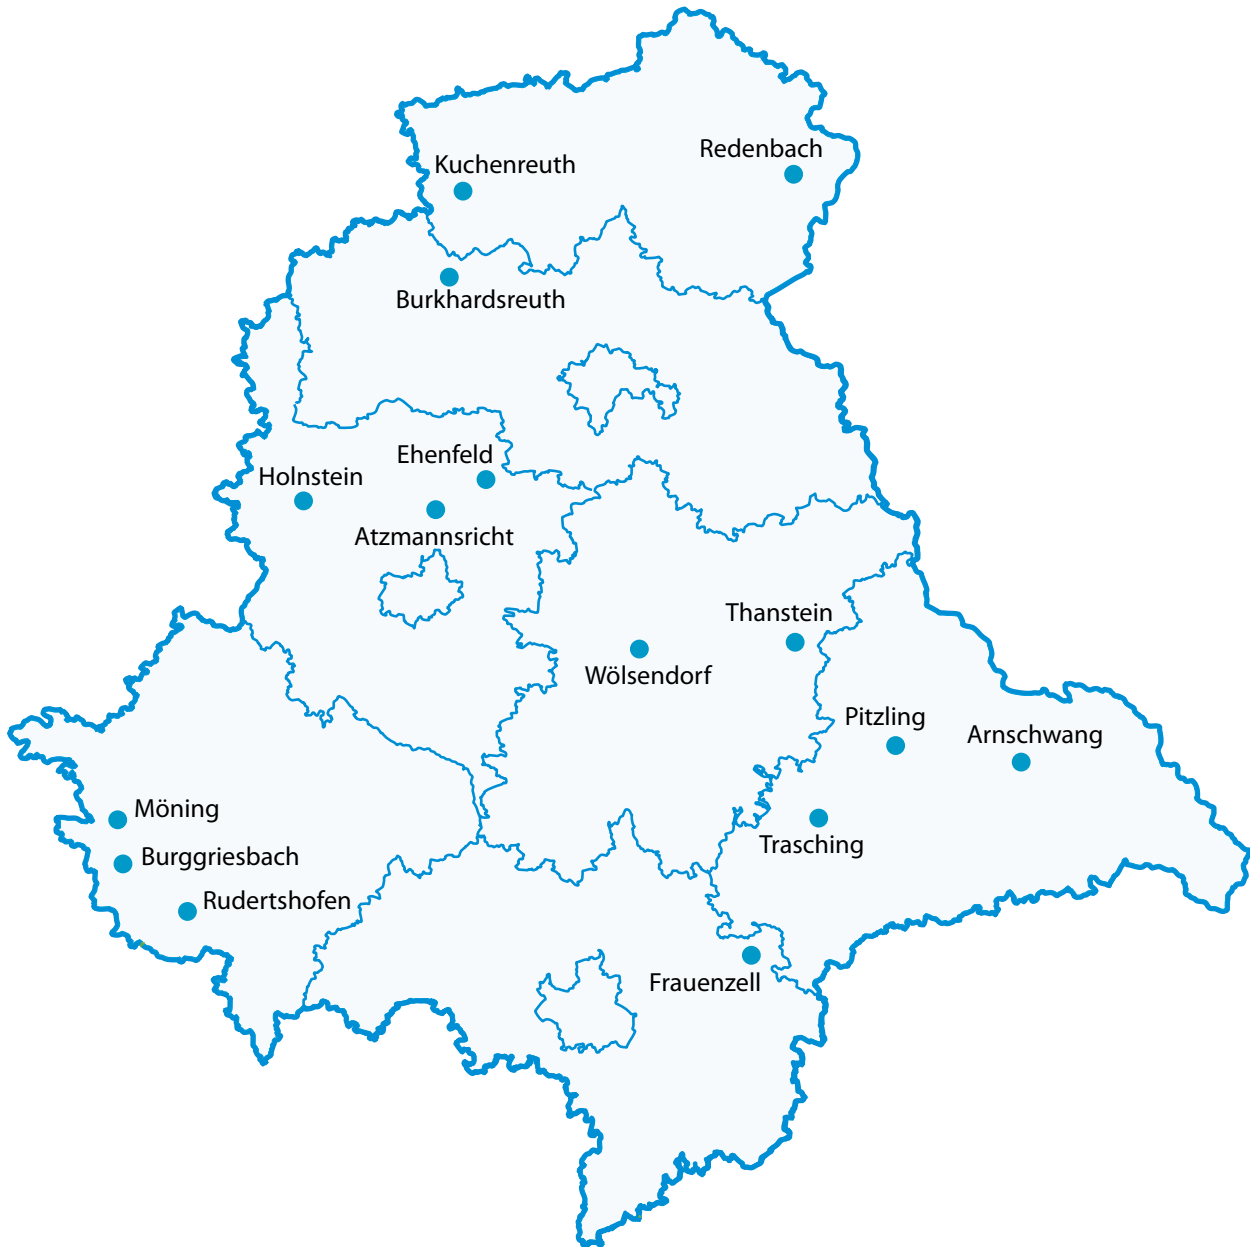 Redenbach
Kuchenreuth
Burkhardsreuth
Ehenfeld
Holnstein
Atzmannsricht
Thanstein
Wölsendorf
Pitzling
Arnschwang
Möning
Trasching
Burggriesbach
Rudertshofen
Frauenzell